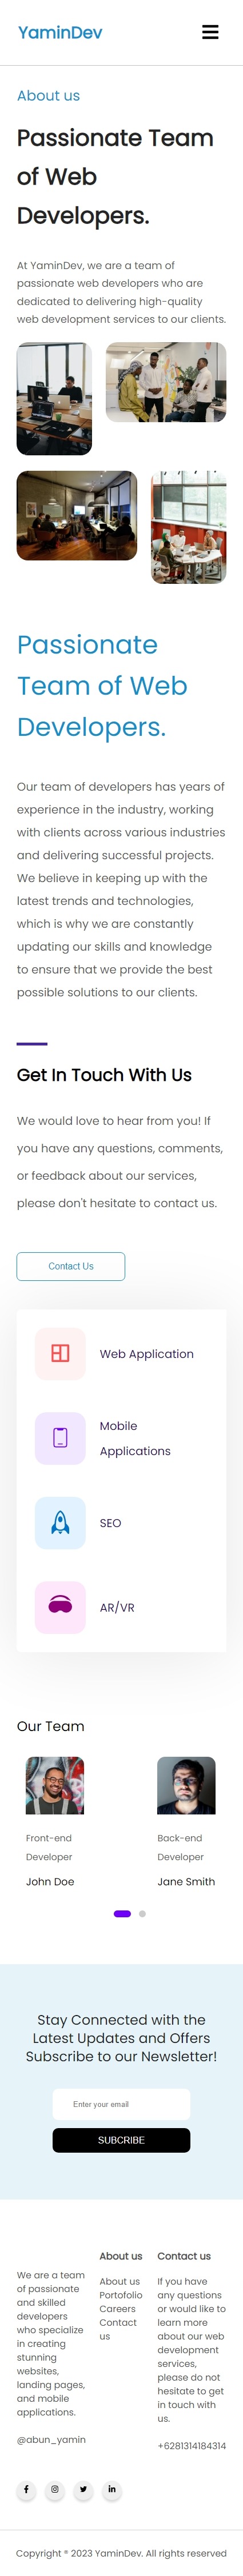 YaminDev
About us
Passionate Team
of Web
Developers.
At YaminDev, we are a team of
passionate web developers who are
dedicated to delivering high-quality
web development services to our clients.
Passionate
Team of Web
Developers.
Our team of developers has years of
experience in the industry, working
with clients across various industries
and delivering successful projects.
We believe in keeping up with the
latest trends and technologies,
which is why we are constantly
updating our skills and knowledge
to ensure that we provide the best
possible solutions to our clients.
Get In Touch With Us
We would love to hear from you! If
you have any questions, comments,
or feedback about our services,
please don't hesitate to contact us.
Contact Us
Web Application
Mobile
Applications
SEO
AR/VR
Our Team
Front-end
Developer
John Doe
Back-end
Developer
Jane Smith
Stay Connected with the
Latest Updates and Offers
Subscribe to our Newsletter!
Enter your email
SUBCRIBE
We are a team
of passionate
and skilled
developers
who specialize
in creating
stunning
websites,
landing pages,
and mobile
applications.
@abun_yamin
About us
About us
Portofolio
Careers
Contact
us
Contact us
If you have
any questions
or would like to
learn more
about our web
development
services,
please do not
hesitate to get
in touch with
us.
+6281314184314
Copyright ® 2023 YaminDev. All rights reserved